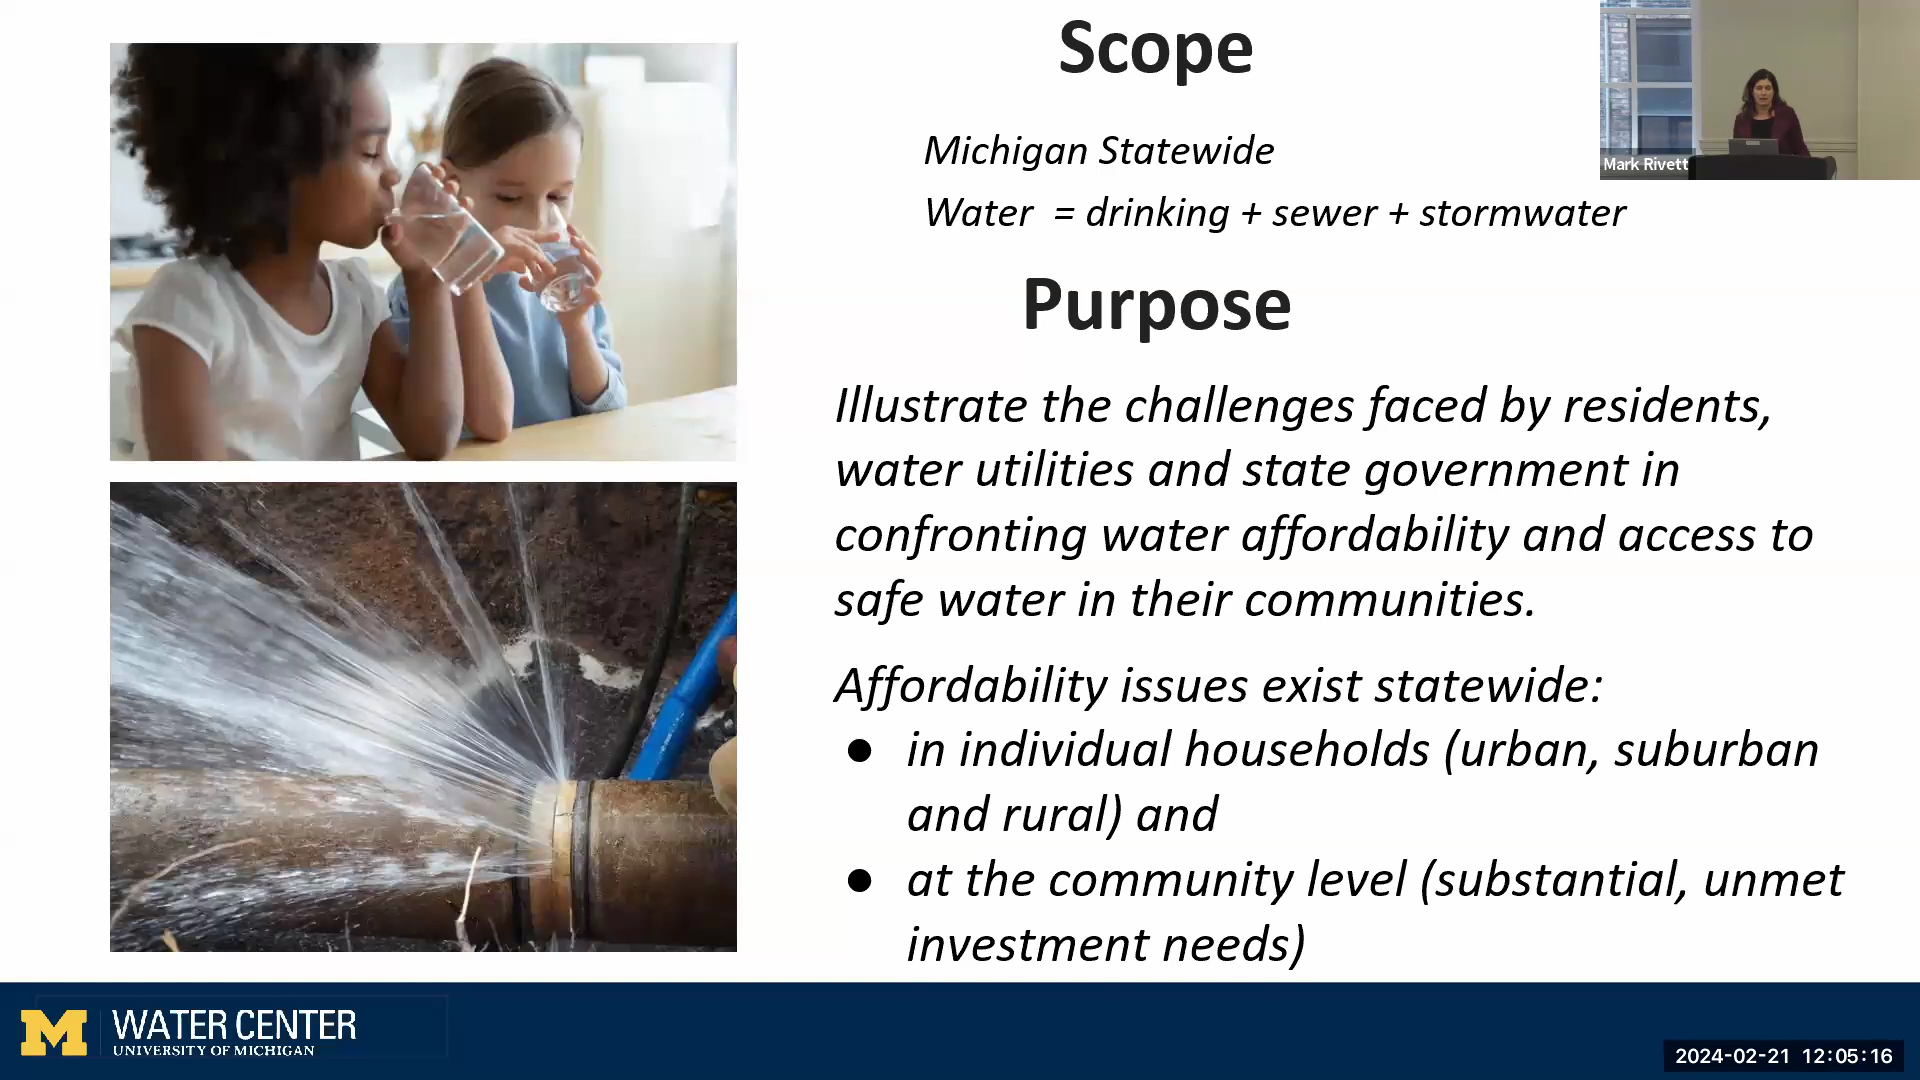 Scope
Michigan Statewide
Water = drinking + sewer + stormwater
Purpose
Illustrate the challenges faced by residents,
water utilities and state government in
confronting water affordability and access to
safe water in their communities.
Affordability issues exist statewide:
● in individual households (urban, suburban
and rural) and
● at the community level (substantial, unmet
investment needs)
Mark Rivett
M WATER CENTER
UNIVERSITY OF MICHIGAN
2024-02-21 12:05:16